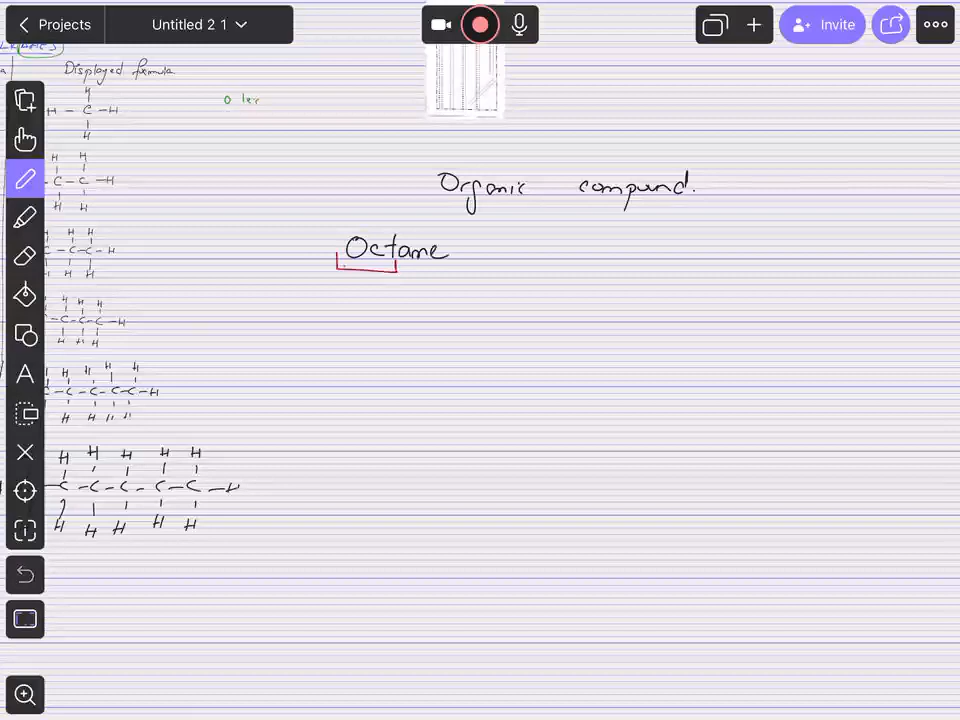 Projects
Untitled 2 1
Invite
Displayed formula
H
H - C - H
H
H H
- C - C - H
H H
H H
C - C - C - H
H H
H H H
- C - C - C - H
H H H
H H H H
C - C - C - C - C - H
H H H H
H H H H H
- C - C - C - C - C - H
H H H H H
Organic compound.
Octane